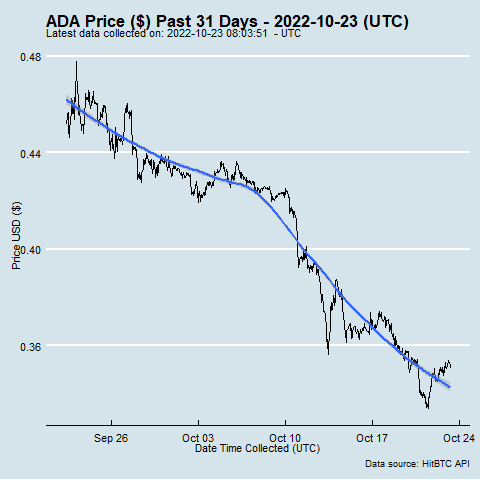 ADA Price ($) Past 31 Days - 2022-10-23 (UTC)
Latest data collected on: 2022-10-23 08:03:51 - UTC
0.48
0.44
0.40
0.36
Price USD ($)
Sep 26
Oct 03
Oct 10
Oct 17
Oct 24
Date Time Collected (UTC)
Data source: HitBTC API